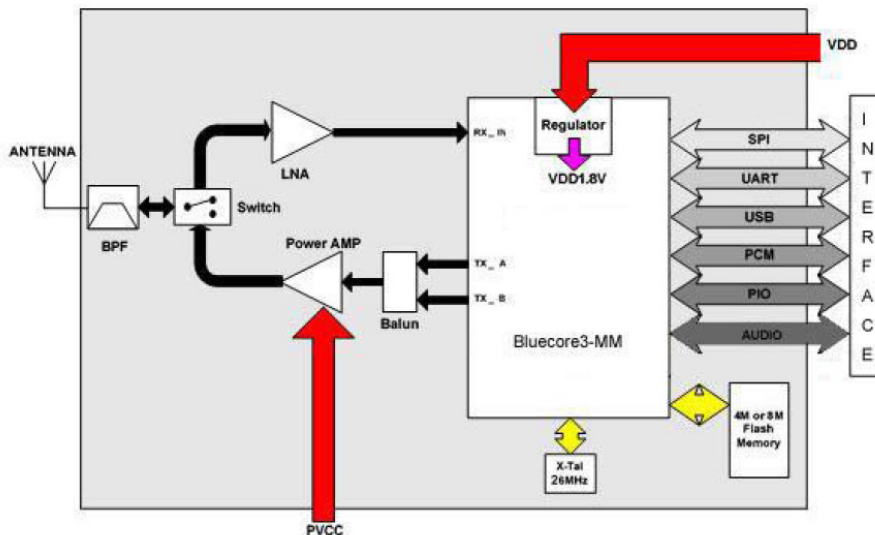 VDD
ANTENNA
BPF
Switch
LNA
Power AMP
Balun
PVCC
RX_ IN
TX_ A
TX_ B
Regulator
VDD1.8V
Bluecore3-MM
SPI
UART
USB
PCM
PIO
AUDIO
INTERFACE
4M or 8M
Flash
Memory
X-Tal
26MHz